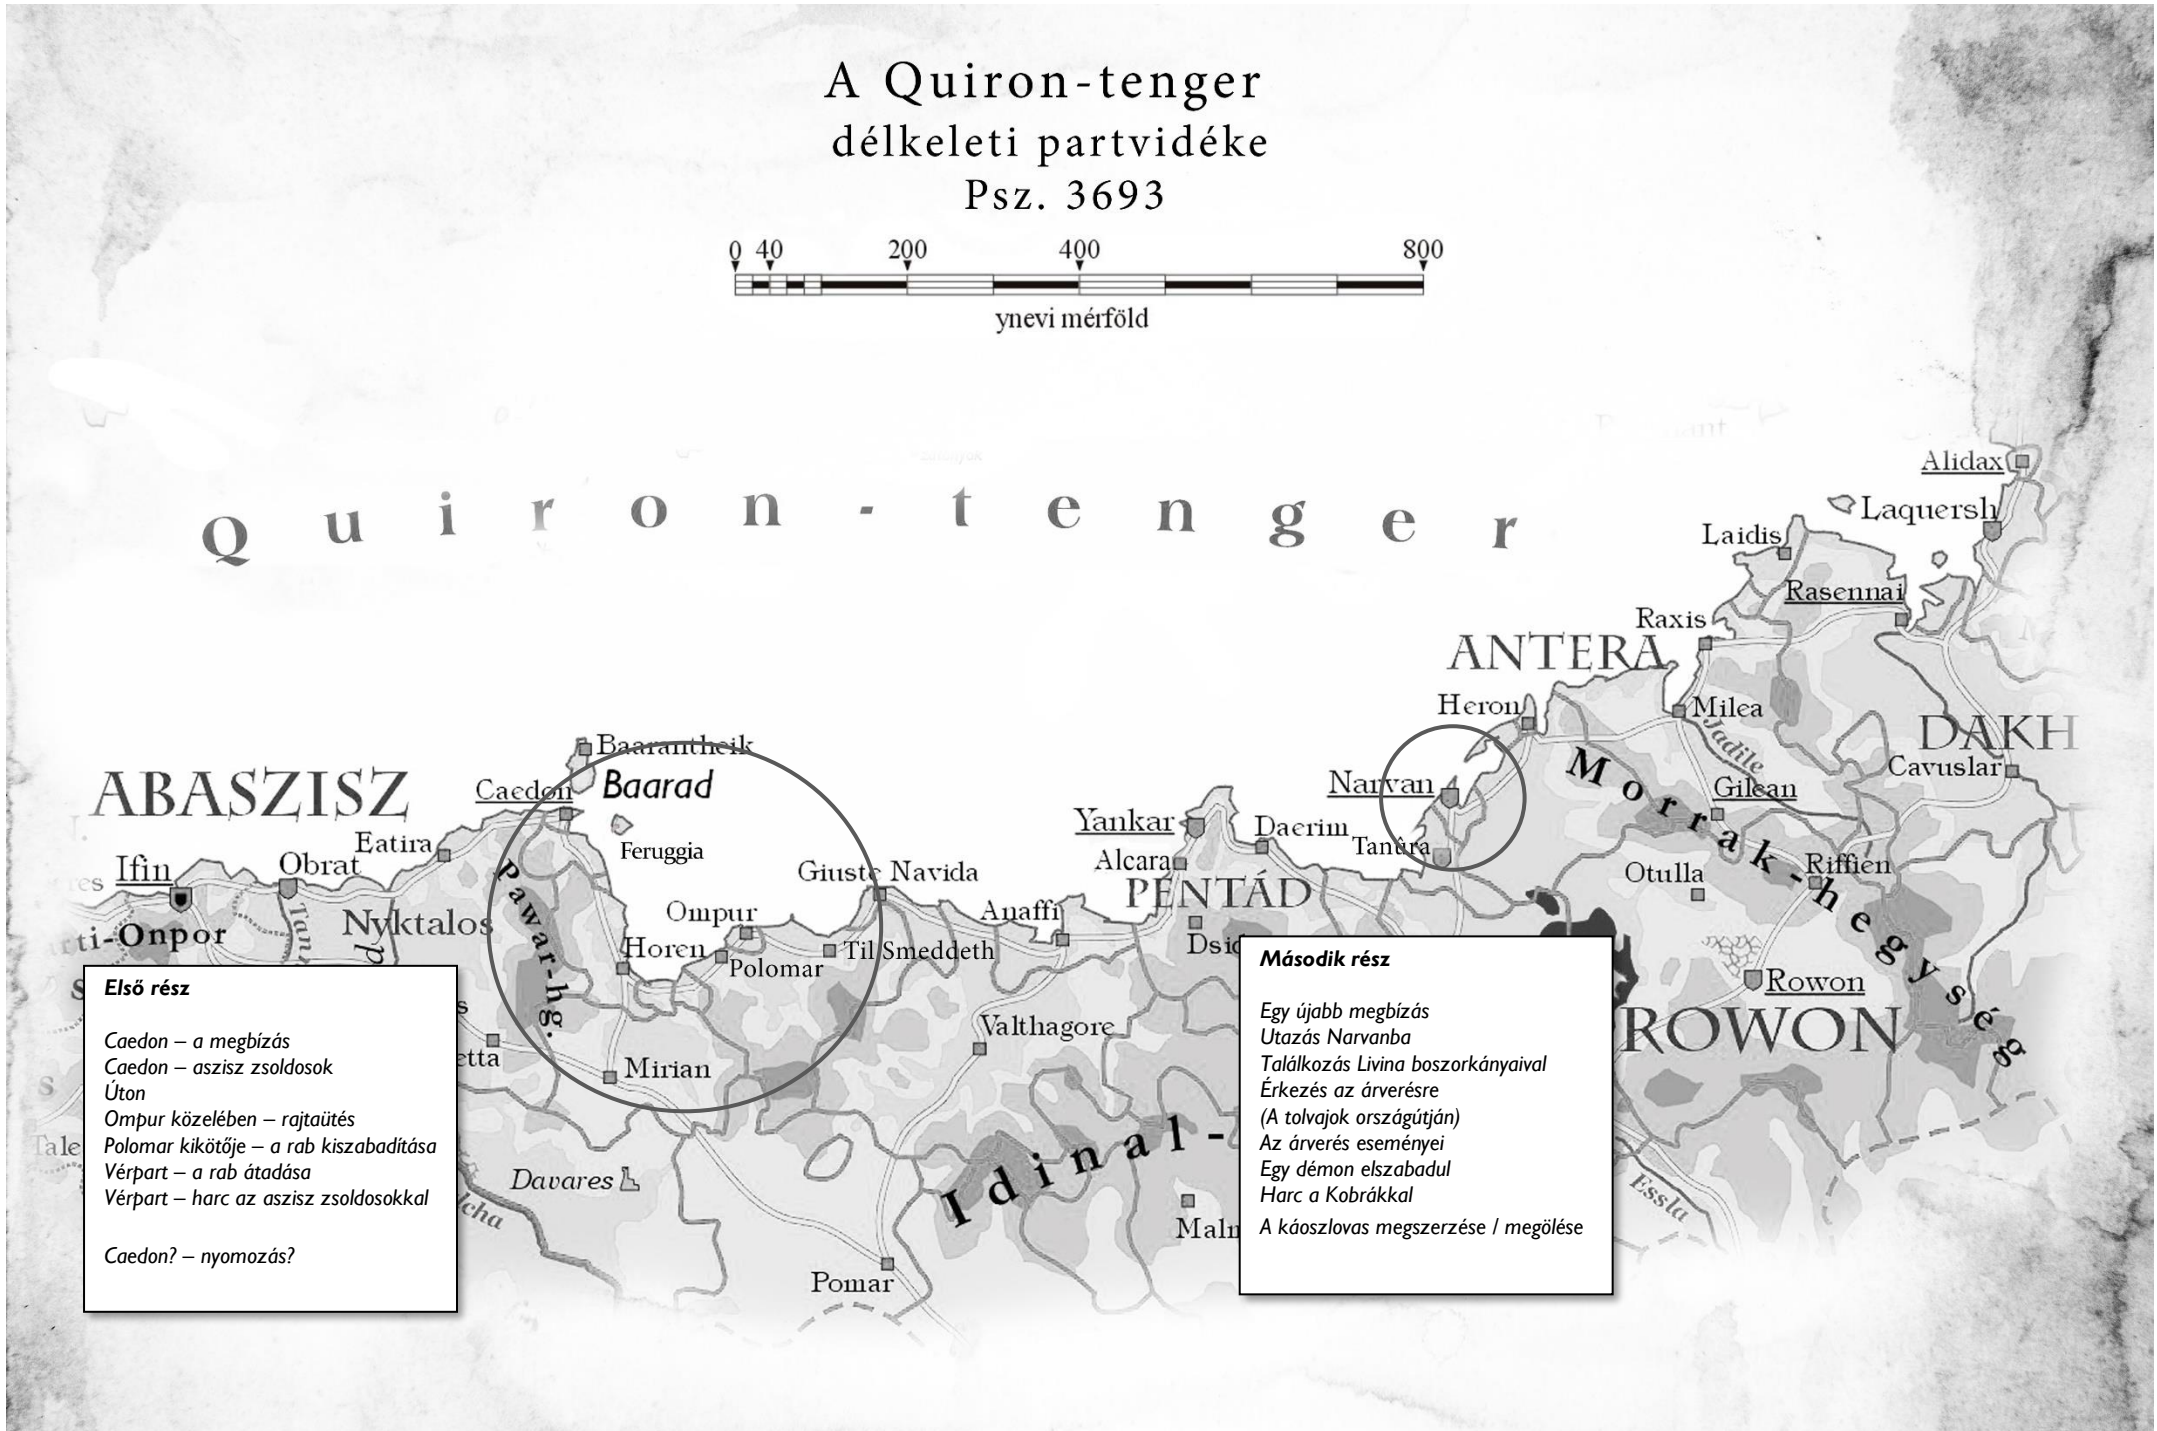 A Quiron-tenger
délkeleti partvidéke
Psz. 3693
0 40 200 400 800
ynevi mérföld
Quiron-tenger
Alidax
Laquersh
Laidis
Rasennai
Raxis
ANTERA
Heron
Milea
Jadile
DAKH
Cavuslar
Baarantheik
Baarad
ABASZISZ
Caedon
Narvan
Gilean
Morrak-hegység
Yankar
Daerim
Tanûra
Feruggia
Eatira
Alcara
Ifin
Obrat
Giuste Navida
PENTÁD
Otulla
Riffien
Pawar-hg.
Nyktalos
Ompur
Anaffi
rti-Onpor
Horen
Polomar
Til Smeddeth
Rowon
ROWON
Valthagore
etta
Mirian
Idinal-
Davares
Essla
Pomar
Első rész
Caedon – a megbízás
Caedon – aszisz zsoldosok
Úton
Ompur közelében – rajtaütés
Polomar kikötője – a rab kiszabadítása
Vérpart – a rab átadása
Vérpart – harc az aszisz zsoldosokkal
Caedon? – nyomozás?
Második rész
Egy újabb megbízás
Utazás Narvanba
Találkozás Livina boszorkányaival
Érkezés az árverésre
(A tolvajok országútján)
Az árverés eseményei
Egy démon elszabadul
Harc a Kobrákkal
A káoszlovas megszerzése / megölése